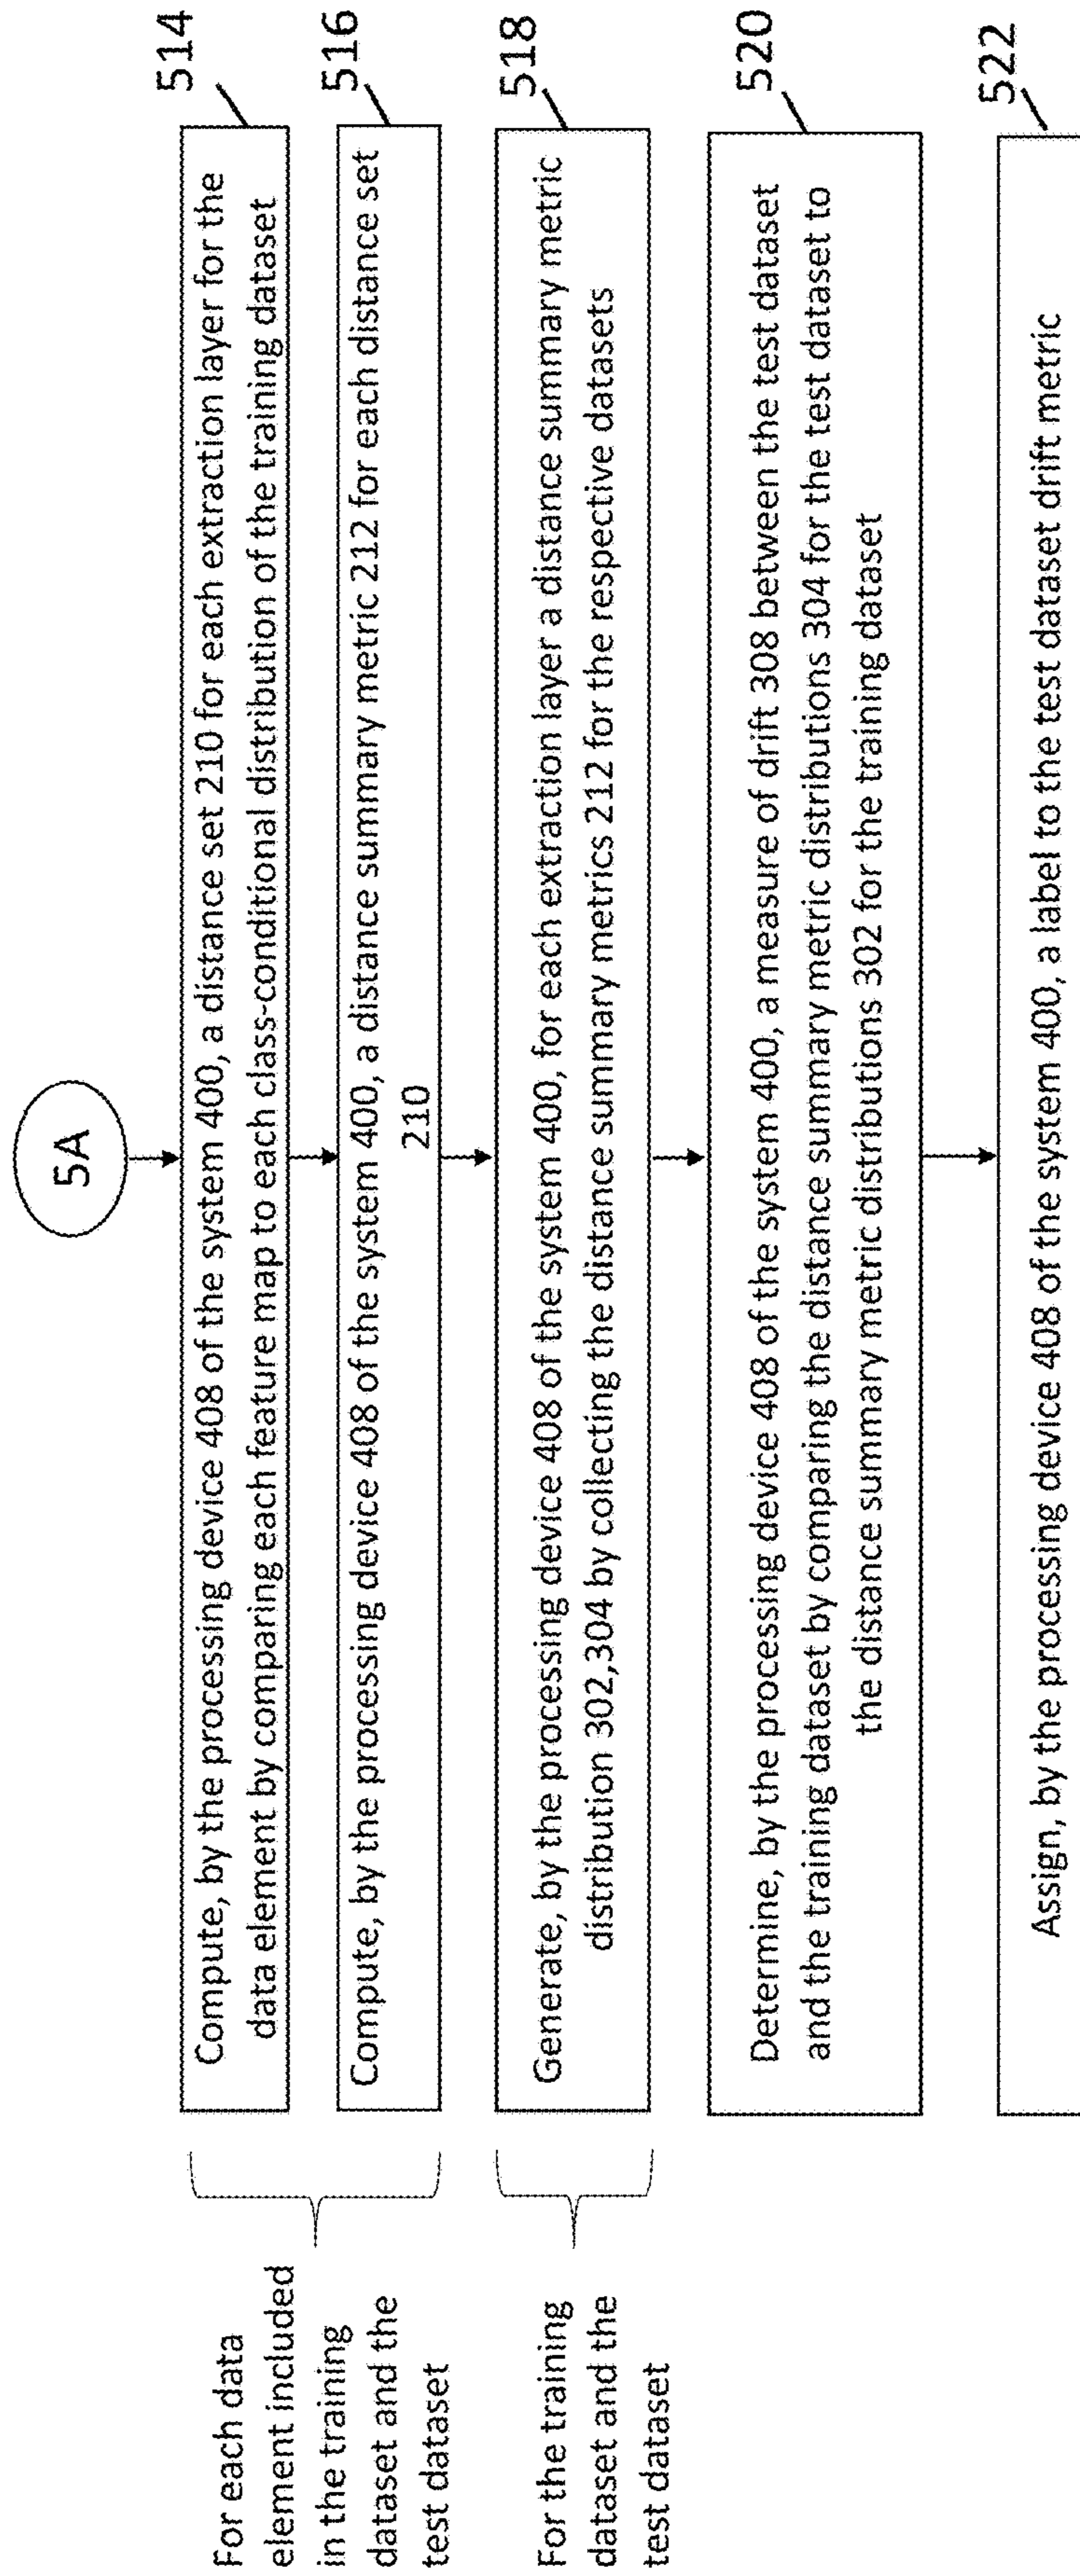 5A
514
Compute, by the processing device 408 of the system 400, a distance set 210 for each extraction layer for the
data element by comparing each feature map to each class-conditional distribution of the training dataset
516
Compute, by the processing device 408 of the system 400, a distance summary metric 212 for each distance set
210
For each data
element included
in the training
dataset and the
test dataset
518
Generate, by the processing device 408 of the system 400, for each extraction layer a distance summary metric
distribution 302,304 by collecting the distance summary metrics 212 for the respective datasets
For the training
dataset and the
test dataset
520
Determine, by the processing device 408 of the system 400, a measure of drift 308 between the test dataset
and the training dataset by comparing the distance summary metric distributions 304 for the test dataset to
the distance summary metric distributions 302 for the training dataset
522
Assign, by the processing device 408 of the system 400, a label to the test dataset drift metric